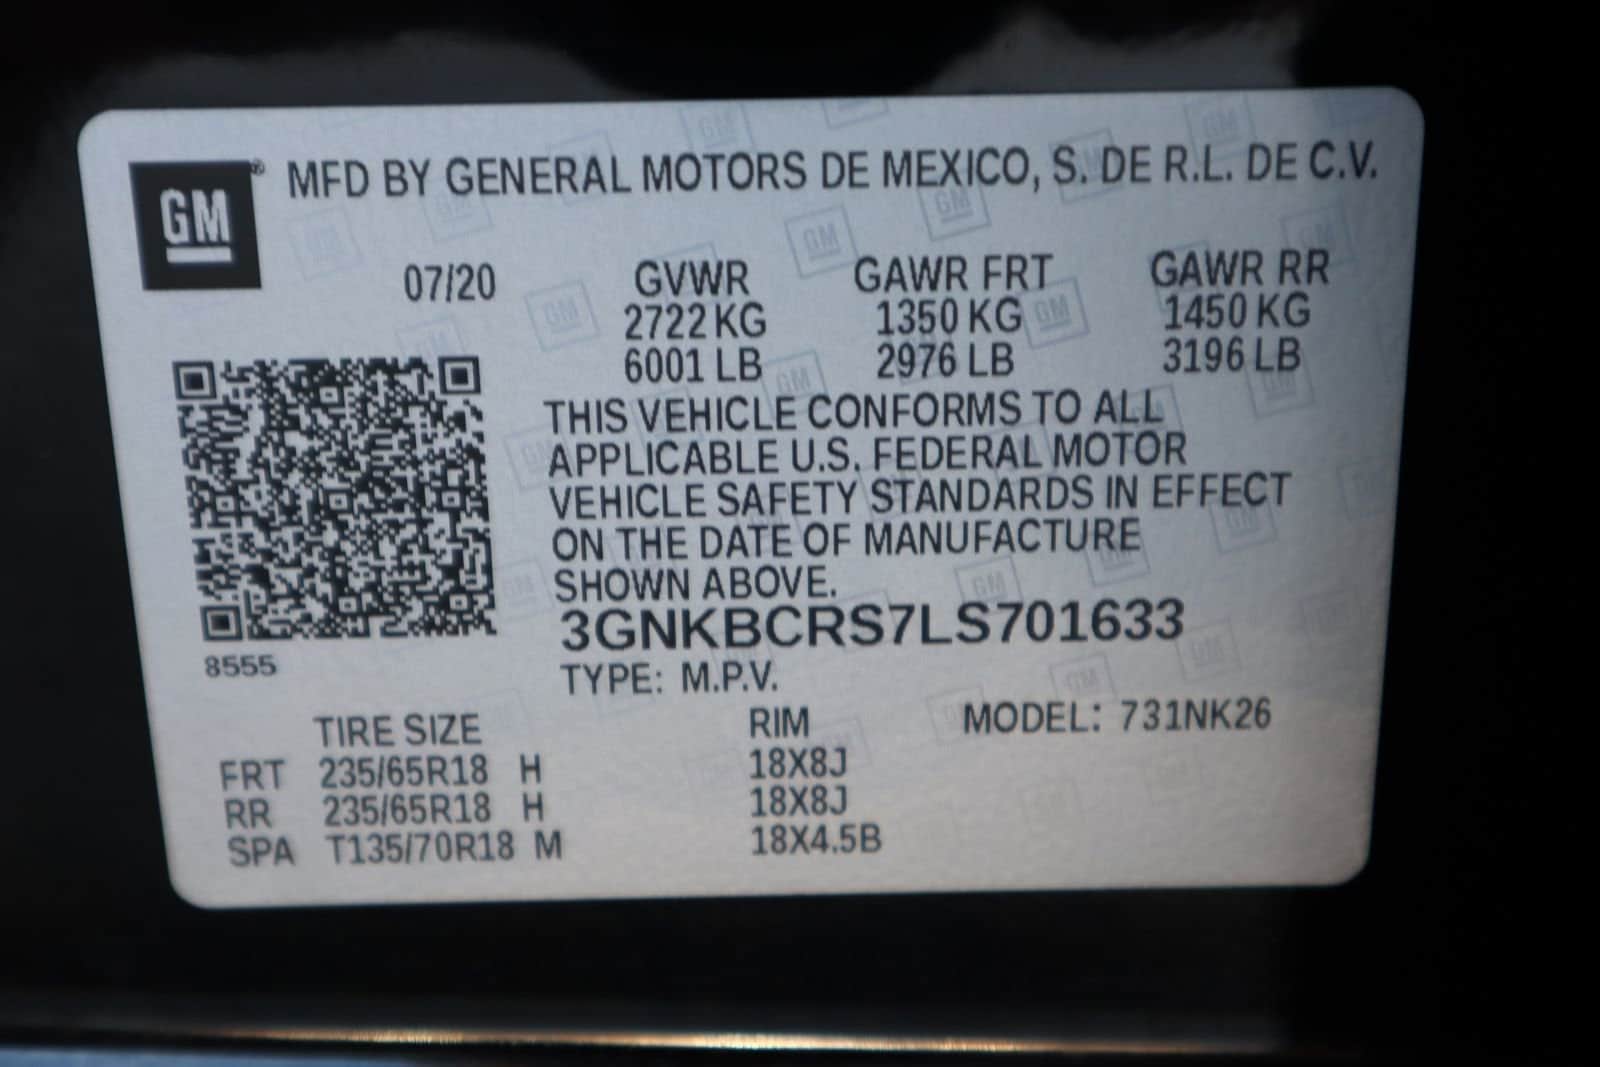 GM® MFD BY GENERAL MOTORS DE MEXICO, S. DE R.L. DE C.V.
07/20 GVWR GAWR FRT GAWR RR
2722 KG 1350 KG 1450 KG
6001 LB 2976 LB 3196 LB
THIS VEHICLE CONFORMS TO ALL
APPLICABLE U.S. FEDERAL MOTOR
VEHICLE SAFETY STANDARDS IN EFFECT
ON THE DATE OF MANUFACTURE
SHOWN ABOVE.
3GNKBCRS7LS701633
8555
TYPE: M.P.V.
TIRE SIZE RIM MODEL: 731NK26
FRT 235/65R18 H 18X8J
RR 235/65R18 H 18X8J
SPA T135/70R18 M 18X4.5B